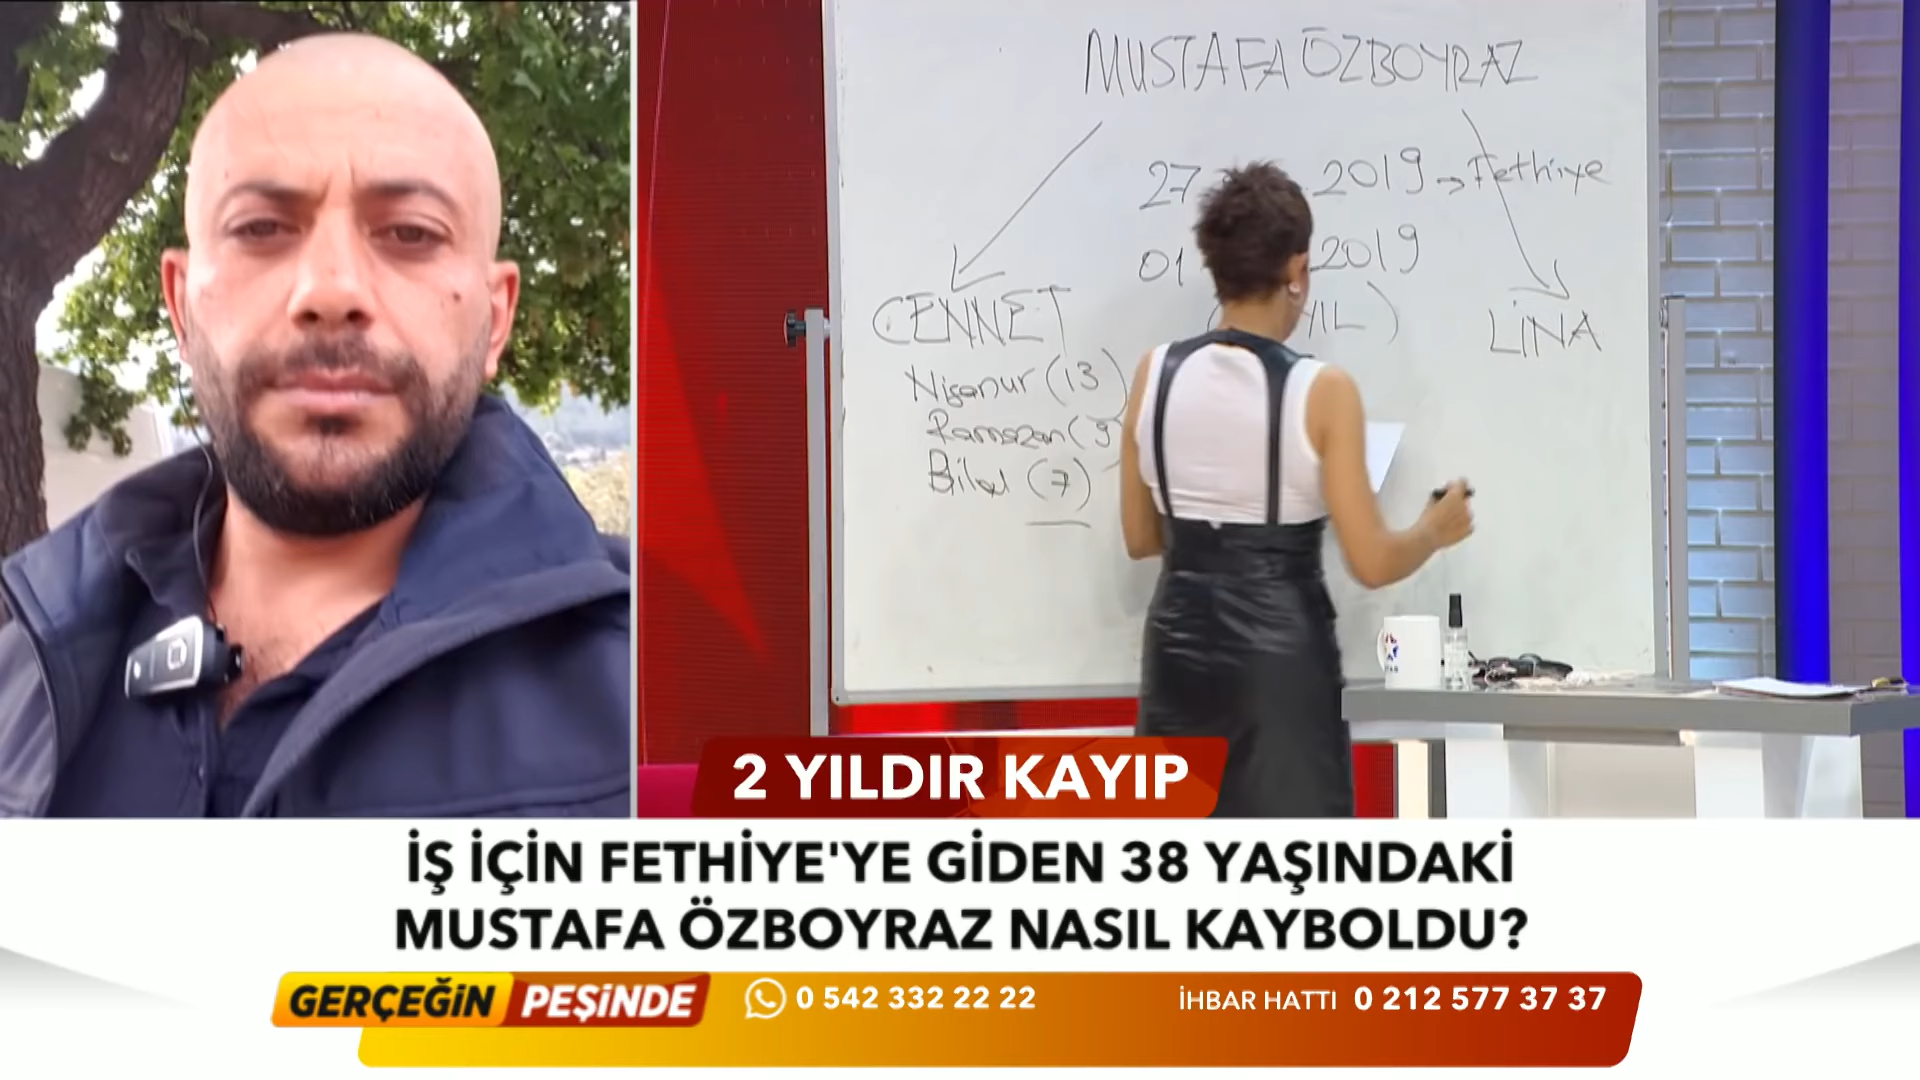 MUSTAFA ÖZBOYRAZ
27 2019 → Fethiye
01 2019
CENNET
YIL)
LİNA
Nisanur (13)
Ramazan (9)
Bilal (7)
2 YILDIR KAYIP
İŞ İÇİN FETHİYE'YE GİDEN 38 YAŞINDAKİ
MUSTAFA ÖZBOYRAZ NASIL KAYBOLDU?
GERÇEĞİN PEŞİNDE
0 542 332 22 22
İHBAR HATTI 0 212 577 37 37